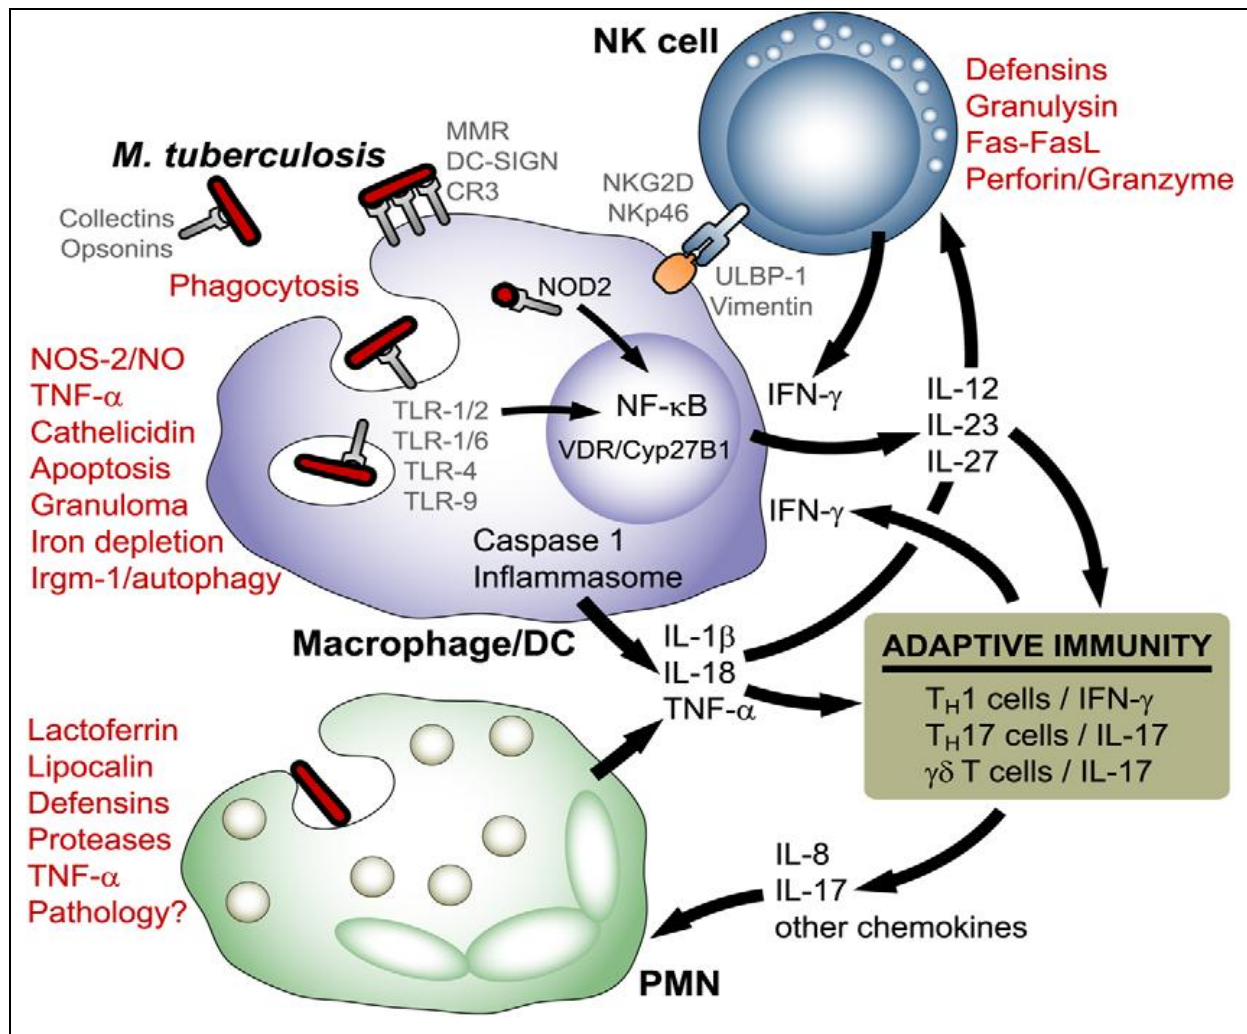 NK cell
Defensins
Granulysin
Fas-FasL
Perforin/Granzyme
M. tuberculosis
MMR
DC-SIGN
CR3
Collectins
Opsonins
NKG2D
NKp46
ULBP-1
Vimentin
Phagocytosis
NOD2
NOS-2/NO
TNF-α
Cathelicidin
Apoptosis
Granuloma
Iron depletion
Irgm-1/autophagy
TLR-1/2
TLR-1/6
TLR-4
TLR-9
NF-κB
VDR/Cyp27B1
IFN-γ
IL-12
IL-23
IL-27
IFN-γ
Caspase 1
Inflammasome
Macrophage/DC
IL-1β
IL-18
TNF-α
ADAPTIVE IMMUNITY
TH1 cells / IFN-γ
TH17 cells / IL-17
γδ T cells / IL-17
Lactoferrin
Lipocalin
Defensins
Proteases
TNF-α
Pathology?
IL-8
IL-17
other chemokines
PMN